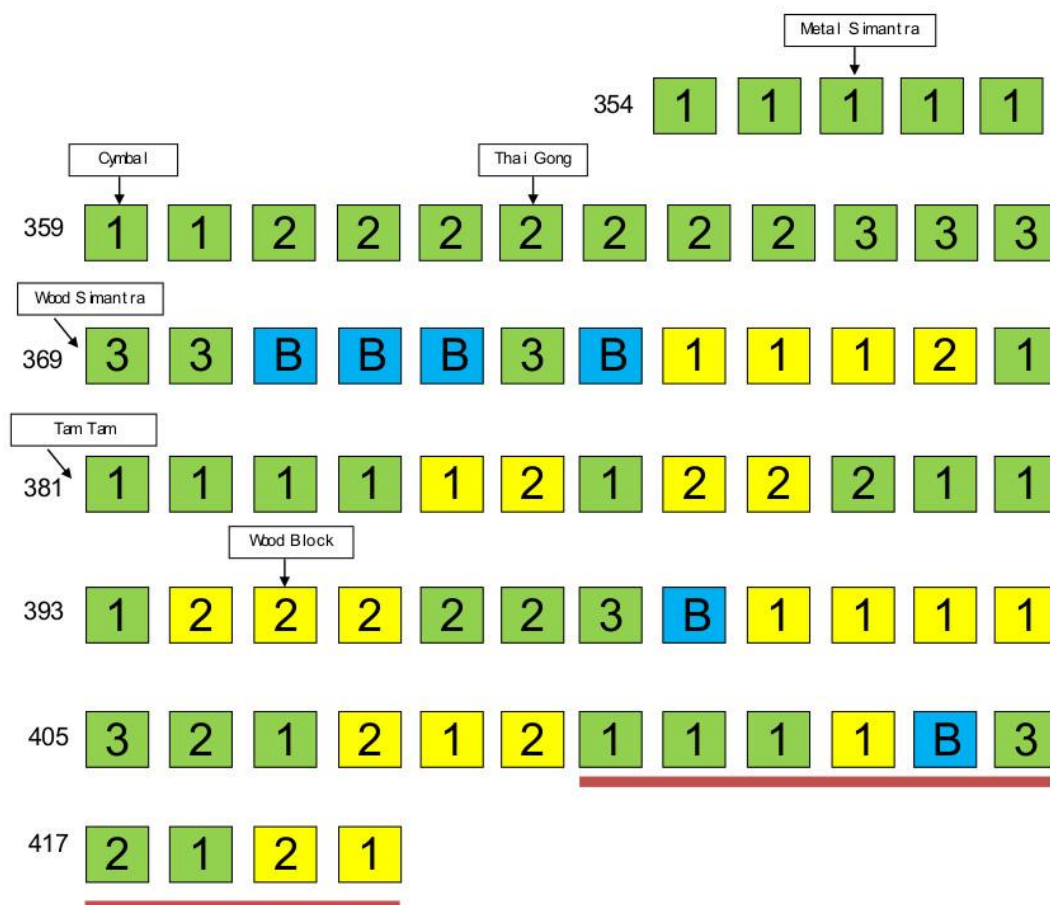 Metal Simantra
354 1 1 1 1 1
Cymbal Thai Gong
359 1 1 2 2 2 2 2 2 2 3 3 3
Wood Simantra
369 3 3 B B B 3 B 1 1 1 2 1
Tam Tam
381 1 1 1 1 1 2 1 2 2 2 1 1
Wood Block
393 1 2 2 2 2 2 3 B 1 1 1 1
405 3 2 1 2 1 2 1 1 1 1 B 3
417 2 1 2 1